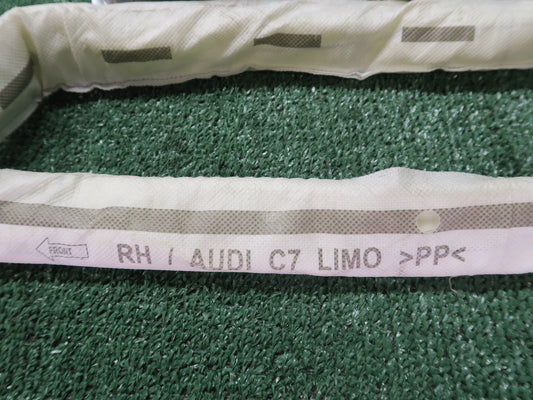 FRONT
RH / AUDI C7 LIMO >PP<